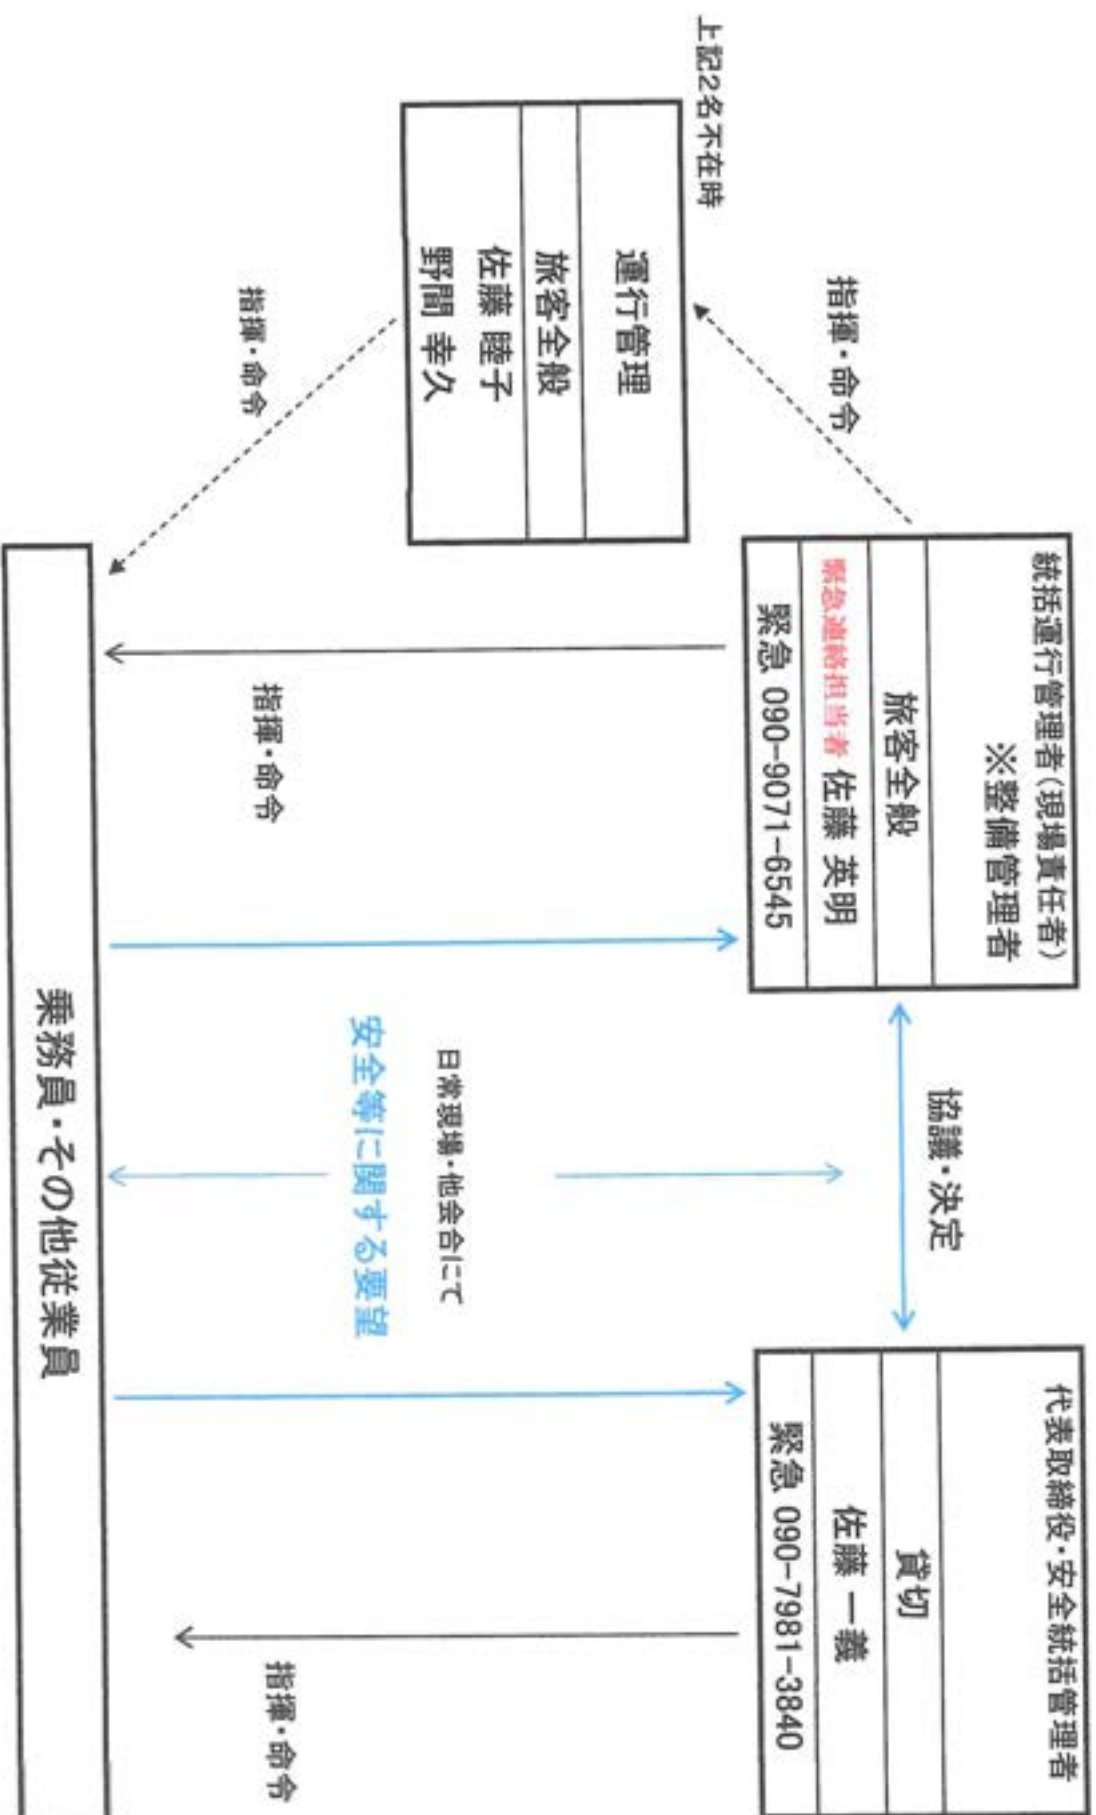 統括運行管理者(現場責任者)
※整備管理者
旅客全般
緊急連絡担当者 佐藤 英明
緊急 090-9071-6545
協議・決定
代表取締役・安全統括管理者
貸切
佐藤 一義
緊急 090-7981-3840
指揮・命令
上記2名不在時
運行管理
旅客全般
佐藤 睦子
野間 幸久
指揮・命令
指揮・命令
日常現場・他会合にて
安全等に関する要望
指揮・命令
乗務員・その他従業員